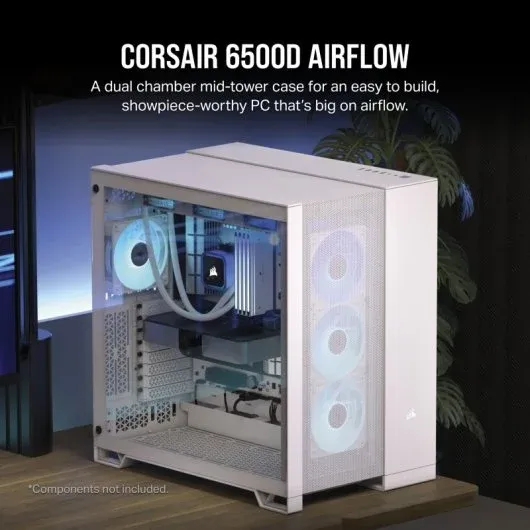 CORSAIR 6500D AIRFLOW
A dual chamber mid-tower case for an easy to build,
showpiece-worthy PC that's big on airflow.
*Components not included.